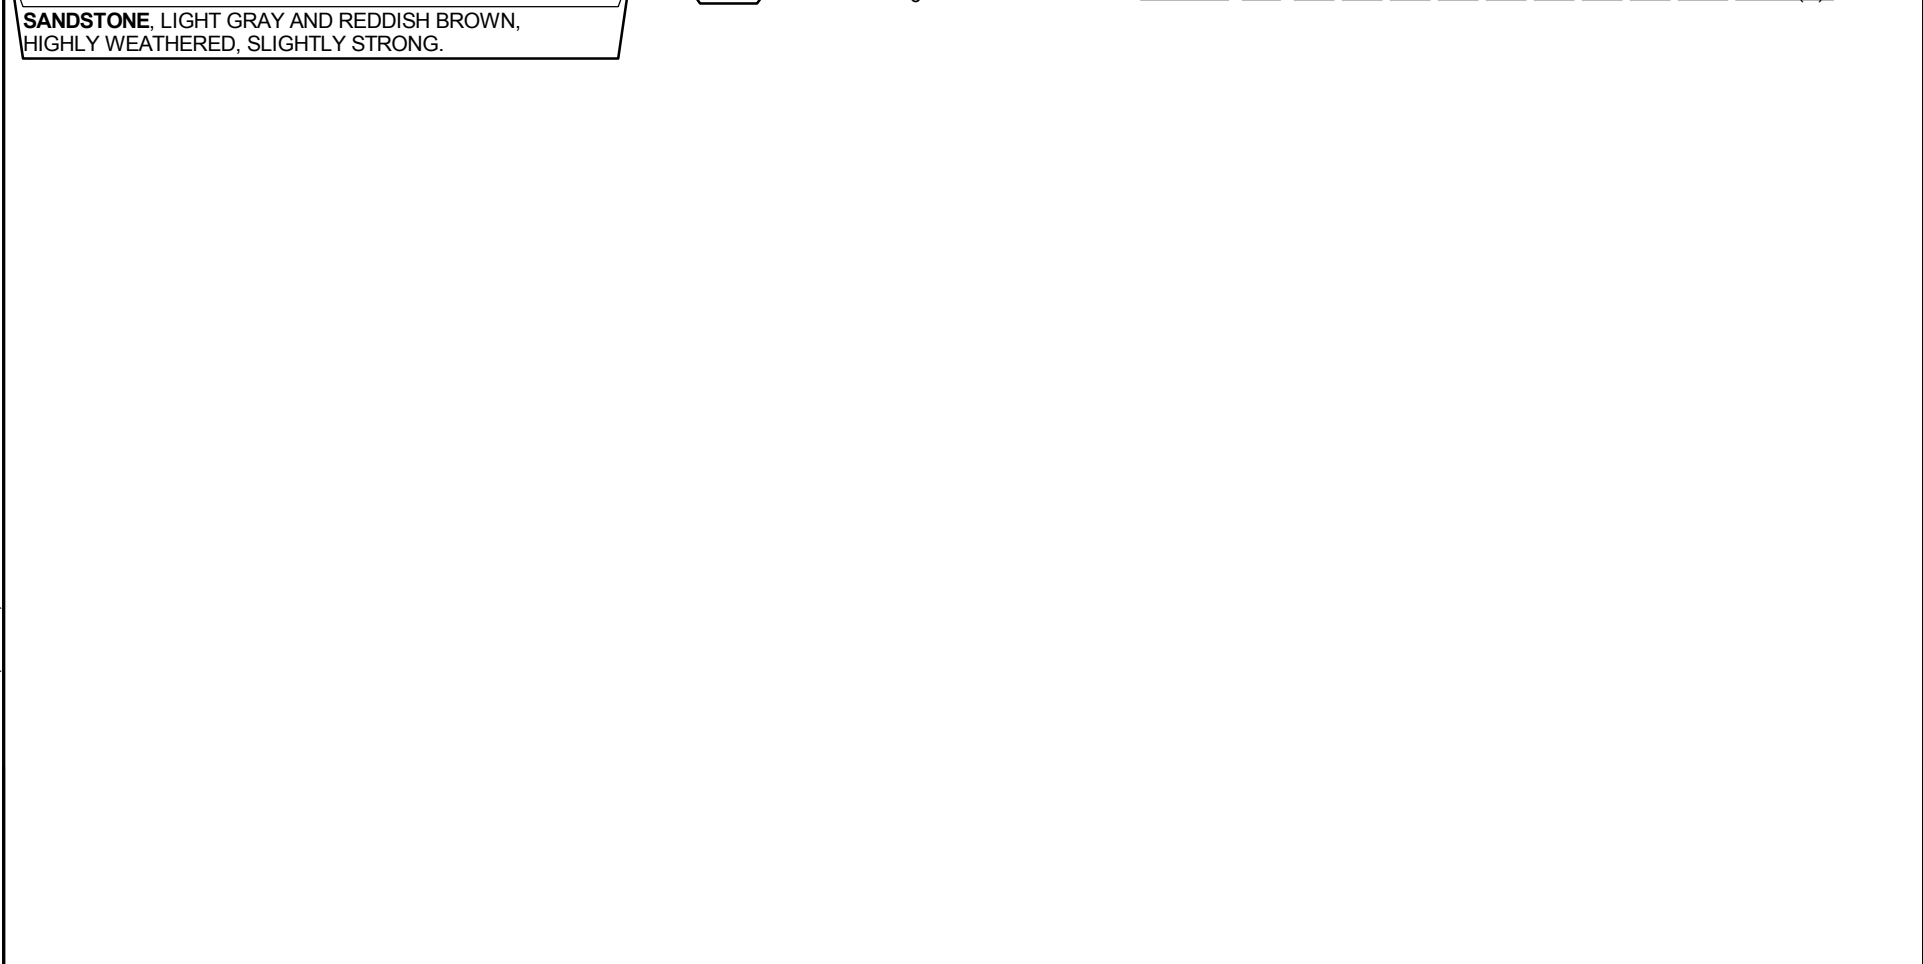 SANDSTONE, LIGHT GRAY AND REDDISH BROWN,
HIGHLY WEATHERED, SLIGHTLY STRONG.